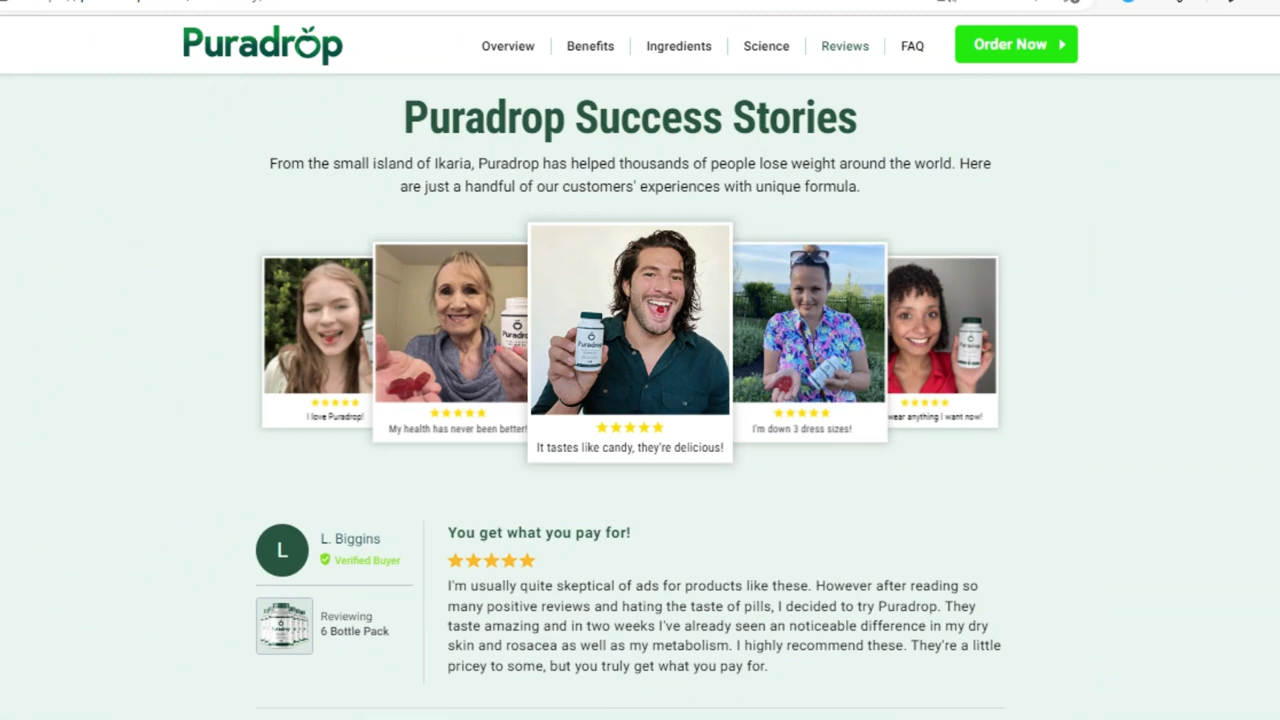 Puradrop
Overview
Benefits
Ingredients
Science
Reviews
FAQ
Order Now
Puradrop Success Stories
From the small island of Ikaria, Puradrop has helped thousands of people lose weight around the world. Here
are just a handful of our customers' experiences with unique formula.
I love Puradrop!
My health has never been better!
It tastes like candy, they're delicious!
I'm down 3 dress sizes!
wear anything I want now!
L
L. Biggins
Verified Buyer
Reviewing
6 Bottle Pack
You get what you pay for!
I'm usually quite skeptical of ads for products like these. However after reading so
many positive reviews and hating the taste of pills, I decided to try Puradrop. They
taste amazing and in two weeks I've already seen an noticeable difference in my dry
skin and rosacea as well as my metabolism. I highly recommend these. They're a little
pricey to some, but you truly get what you pay for.